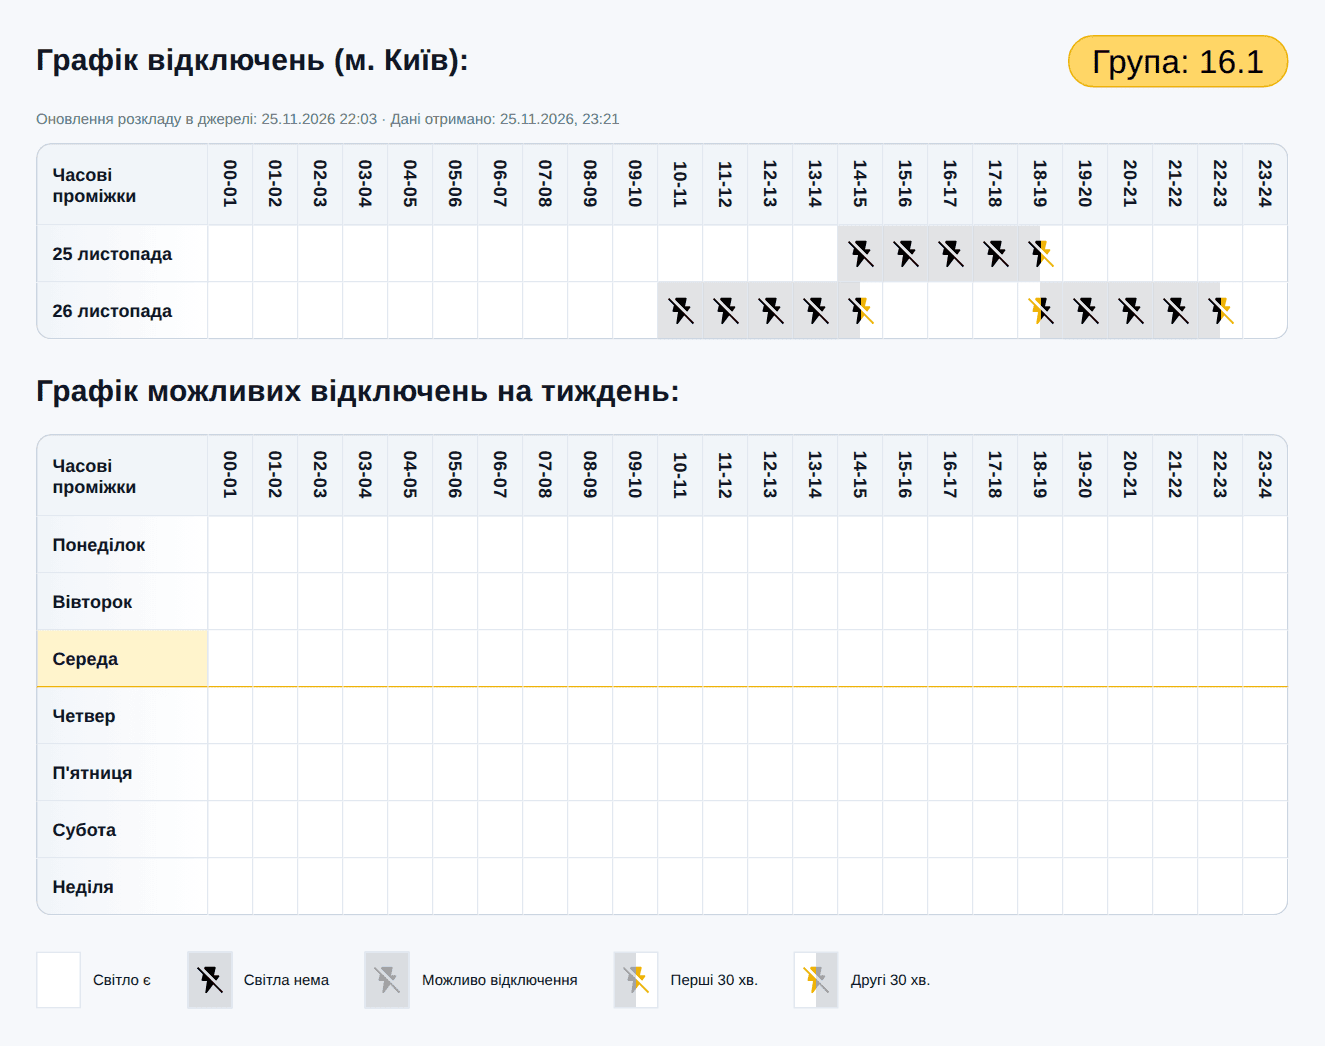 Графік відключень (м. Київ):
Група: 16.1
Оновлення розкладу в джерелі: 25.11.2026 22:03 · Дані отримано: 25.11.2026, 23:21
Часові проміжки 00-01 01-02 02-03 03-04 04-05 05-06 06-07 07-08 08-09 09-10 10-11 11-12 12-13 13-14 14-15 15-16 16-17 17-18 18-19 19-20 20-21 21-22 22-23 23-24
25 листопада
26 листопада
Графік можливих відключень на тиждень:
Часові проміжки 00-01 01-02 02-03 03-04 04-05 05-06 06-07 07-08 08-09 09-10 10-11 11-12 12-13 13-14 14-15 15-16 16-17 17-18 18-19 19-20 20-21 21-22 22-23 23-24
Понеділок
Вівторок
Середа
Четвер
П'ятниця
Субота
Неділя
Світло є Світла нема Можливо відключення Перші 30 хв. Другі 30 хв.